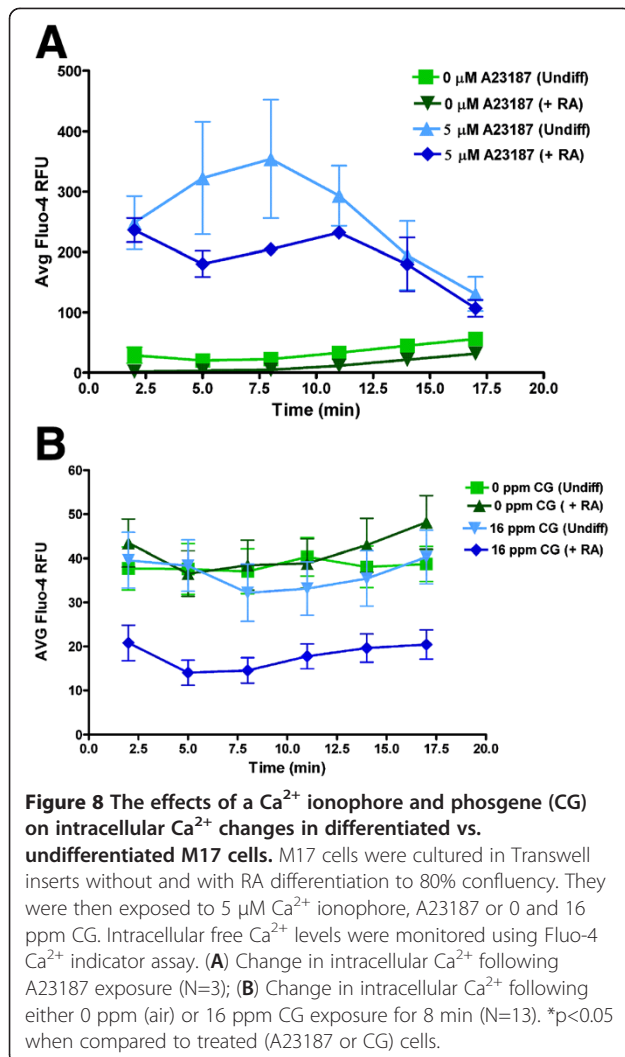 A
500
400
300
200
100
0
Avg Fluo-4 RFU
0 µM A23187 (Undiff)
0 µM A23187 (+ RA)
5 µM A23187 (Undiff)
5 µM A23187 (+ RA)
0.0 2.5 5.0 7.5 10.0 12.5 15.0 17.5 20.0
Time (min)
B
60
50
40
30
20
10
0
AVG Fluo-4 RFU
0 ppm CG (Undiff)
0 ppm CG ( + RA)
16 ppm CG (Undiff)
16 ppm CG (+ RA)
0.0 2.5 5.0 7.5 10.0 12.5 15.0 17.5 20.0
Time (min)
Figure 8 The effects of a Ca²⁺ ionophore and phosgene (CG)
on intracellular Ca²⁺ changes in differentiated vs.
undifferentiated M17 cells. M17 cells were cultured in Transwell
inserts without and with RA differentiation to 80% confluency. They
were then exposed to 5 µM Ca²⁺ ionophore, A23187 or 0 and 16
ppm CG. Intracellular free Ca²⁺ levels were monitored using Fluo-4
Ca²⁺ indicator assay. (A) Change in intracellular Ca²⁺ following
A23187 exposure (N=3); (B) Change in intracellular Ca²⁺ following
either 0 ppm (air) or 16 ppm CG exposure for 8 min (N=13). *p<0.05
when compared to treated (A23187 or CG) cells.